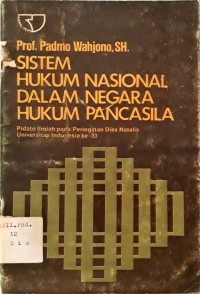 Prof. Padmo Wahjono, SH.
SISTEM
HUKUM NASIONAL
DALAM NEGARA
HUKUM PANCASILA
Pidato Ilmiah pada Peringatan Dies Natalis
Universitas Indonesia ke-33
12